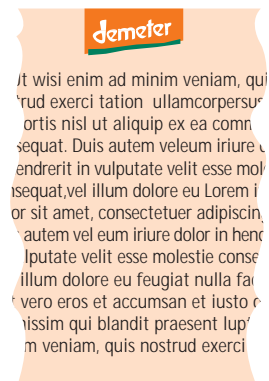 demeter
Ut wisi enim ad minim veniam, qui
trud exerci tation ullamcorpersus
ortis nisl ut aliquip ex ea comm
sequat. Duis autem veleum iriure
endrerit in vulputate velit esse mol
nsequat,vel illum dolore eu Lorem i
or sit amet, consectetuer adipiscin
autem vel eum iriure dolor in hend
lputate velit esse molestie conse
illum dolore eu feugiat nulla fac
vero eros et accumsan et iusto o
nissim qui blandit praesent lupt
m veniam, quis nostrud exerci